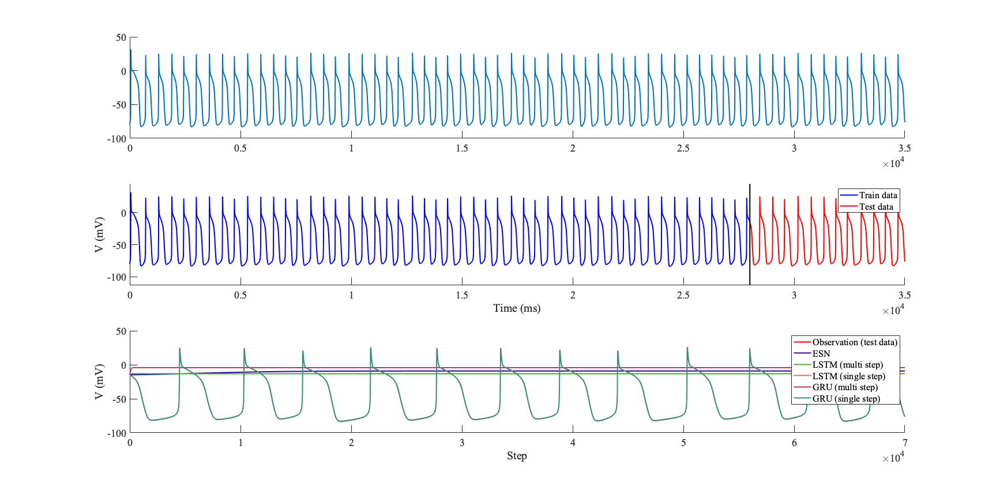 50
0
-50
-100
0 0.5 1 1.5 2 2.5 3 3.5
×10^4
Train data
Test data
0
-50
-100
V (mV)
0 0.5 1 1.5 2 2.5 3 3.5
Time (ms)
×10^4
50
0
-50
-100
V (mV)
Observation (test data)
ESN
LSTM (multi step)
LSTM (single step)
GRU (multi step)
GRU (single step)
0 1 2 3 4 5 6 7
Step
×10^4